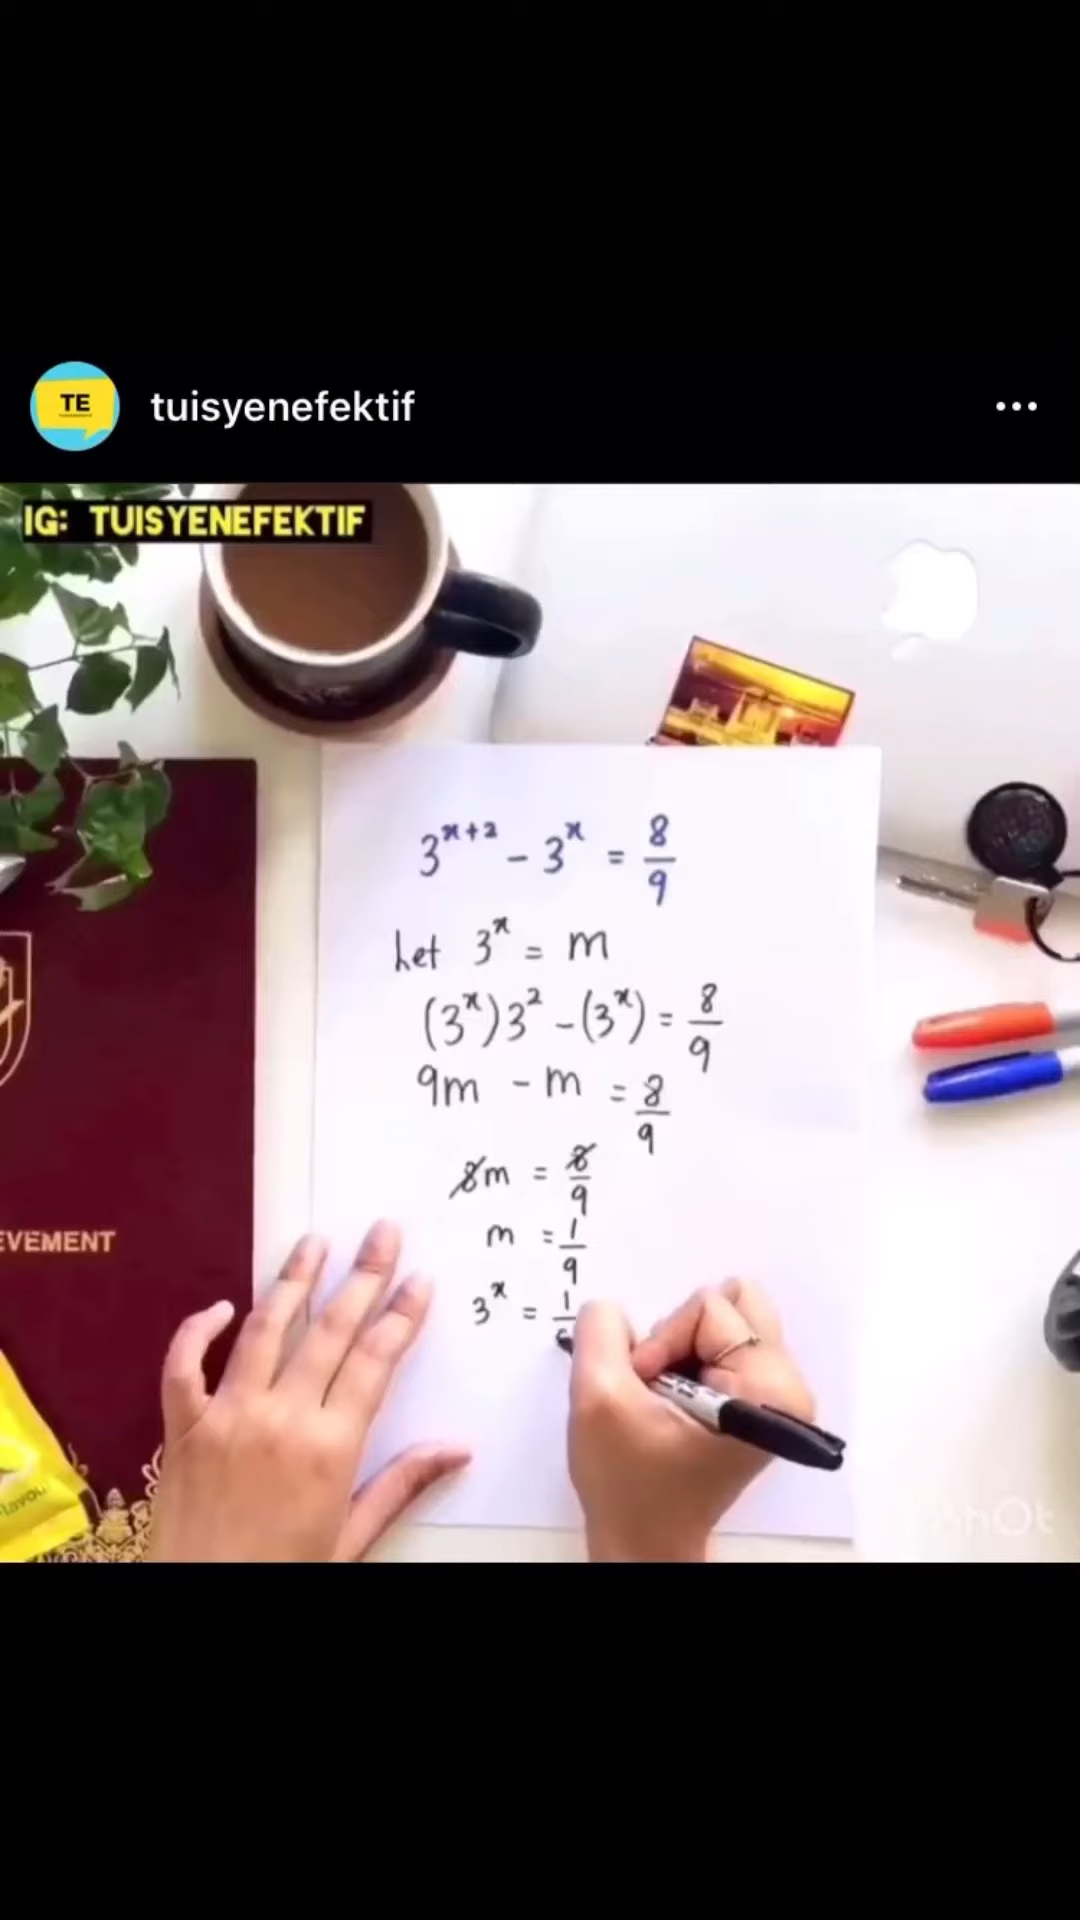 TE
tuisyenefektif
IG: TUISYENEFEKTIF
3^{x+2} - 3^x = 8/9
Let 3^x = m
(3^x)3^2 - (3^x) = 8/9
9m - m = 8/9
8m = 8/9
m = 1/9
3^x = 1/
EVEMENT